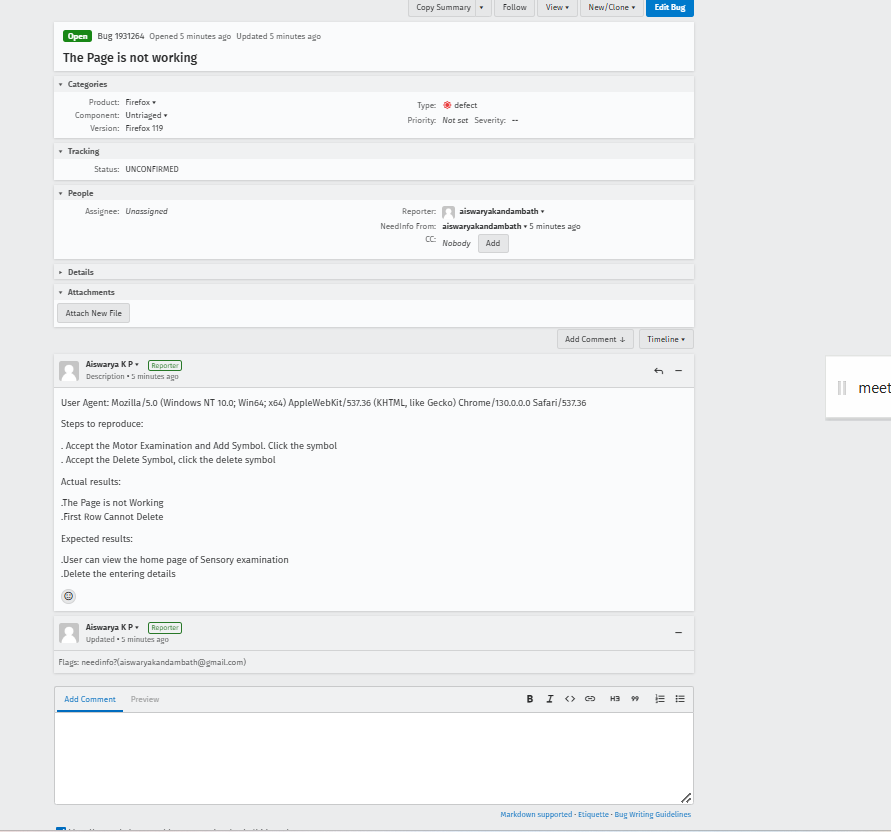 Copy Summary ▾ Follow View ▾ New/Clone ▾ Edit Bug
Open Bug 1931264 Opened 5 minutes ago Updated 5 minutes ago
The Page is not working
▾ Categories
Product: Firefox ▾
Component: Untriaged ▾
Version: Firefox 119
Type: defect
Priority: Not set Severity: --
▾ Tracking
Status: UNCONFIRMED
▾ People
Assignee: Unassigned
Reporter: aiswaryakandambath ▾
NeedInfo From: aiswaryakandambath ▾ 5 minutes ago
CC: Nobody Add
▸ Details
▾ Attachments
Attach New File
Add Comment ↓ Timeline ▾
Aiswarya K P ▾ Reporter
Description • 5 minutes ago
meet
User Agent: Mozilla/5.0 (Windows NT 10.0; Win64; x64) AppleWebKit/537.36 (KHTML, like Gecko) Chrome/130.0.0.0 Safari/537.36
Steps to reproduce:
. Accept the Motor Examination and Add Symbol. Click the symbol
. Accept the Delete Symbol, click the delete symbol
Actual results:
.The Page is not Working
.First Row Cannot Delete
Expected results:
.User can view the home page of Sensory examination
.Delete the entering details
Aiswarya K P ▾ Reporter
Updated • 5 minutes ago
Flags: needinfo?(aiswaryakandambath@gmail.com)
Add Comment Preview B I <> H3 99
Markdown supported · Etiquette · Bug Writing Guidelines